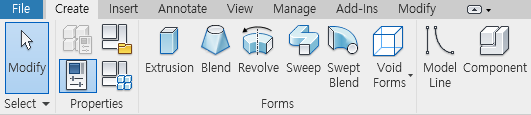 File Create Insert Annotate View Manage Add-Ins Modify
Modify Extrusion Blend Revolve Sweep Swept Blend Void Forms Model Line Component
Select Properties Forms